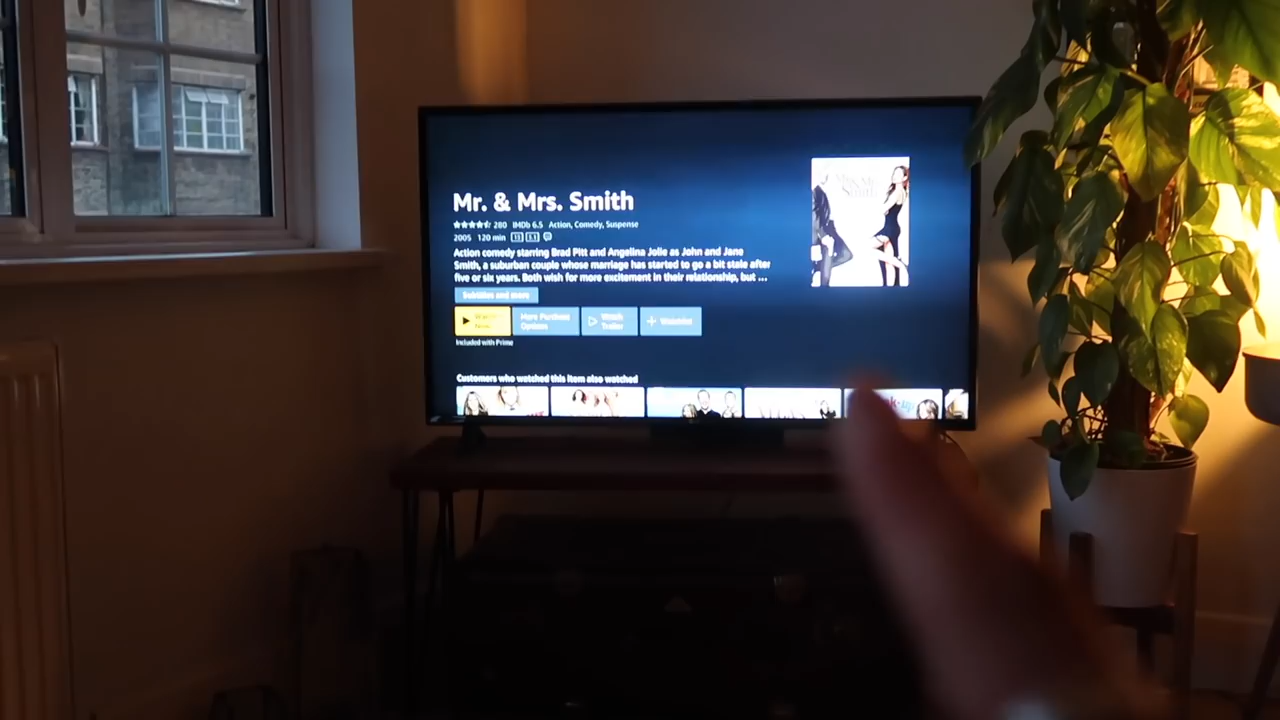 Mr. & Mrs. Smith
280 IMDb 6.5 Action, Comedy, Suspense
2005 120 min
Action comedy starring Brad Pitt and Angelina Jolie as John and Jane
Smith, a suburban couple whose marriage has started to go a bit stale after
five or six years. Both wish for more excitement in their relationship, but ...
Subtitles and more
Watch
Now
More Purchase
Options
Watch
Trailer
Watchlist
Included with Prime
Customers who watched this item also watched